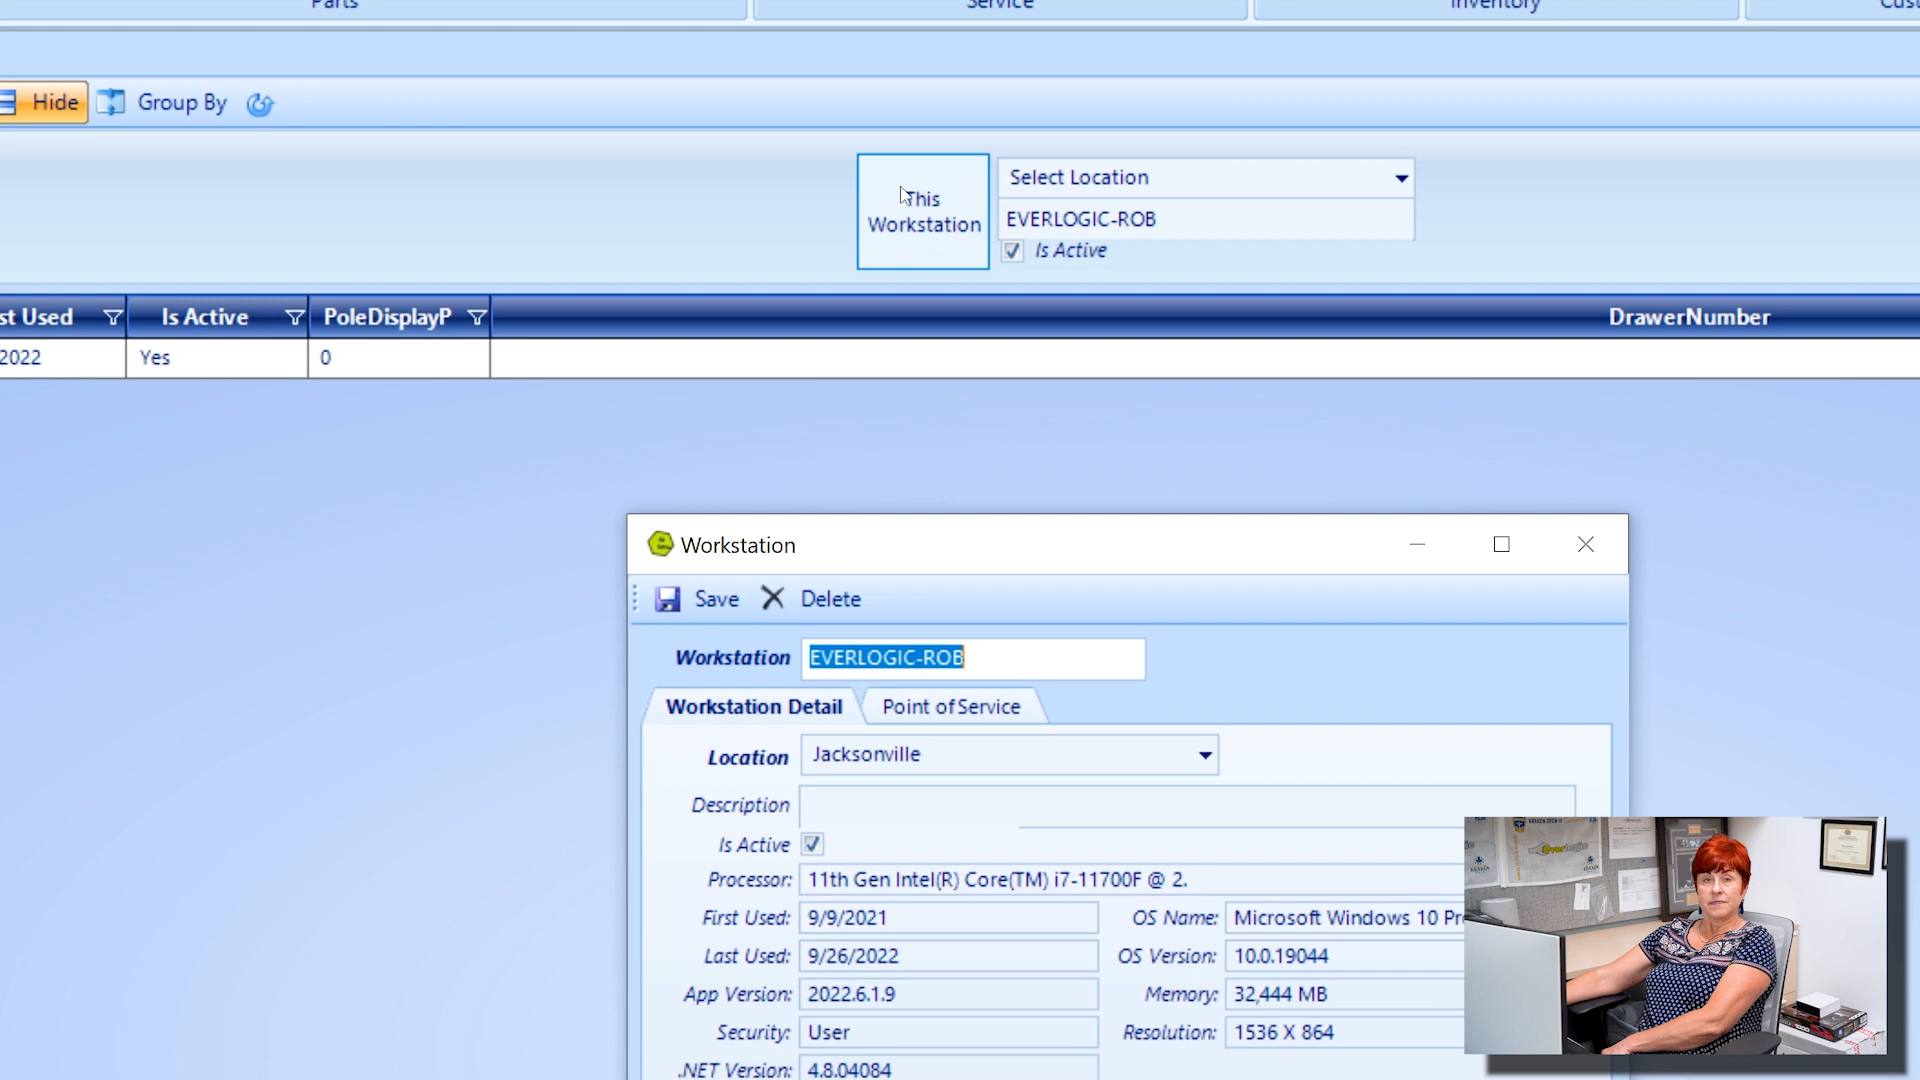 Parts Service Inventory
Hide Group By
This
Workstation
Select Location
EVERLOGIC-ROB
Is Active
st Used Is Active PoleDisplayP DrawerNumber
2022 Yes 0
Workstation
Save Delete
Workstation EVERLOGIC-ROB
Workstation Detail Point of Service
Location Jacksonville
Description
Is Active
Processor: 11th Gen Intel(R) Core(TM) i7-11700F @ 2.
First Used: 9/9/2021 OS Name: Microsoft Windows 10 Pr
Last Used: 9/26/2022 OS Version: 10.0.19044
App Version: 2022.6.1.9 Memory: 32,444 MB
Security: User Resolution: 1536 X 864
.NET Version: 4.8.04084
Everlogic